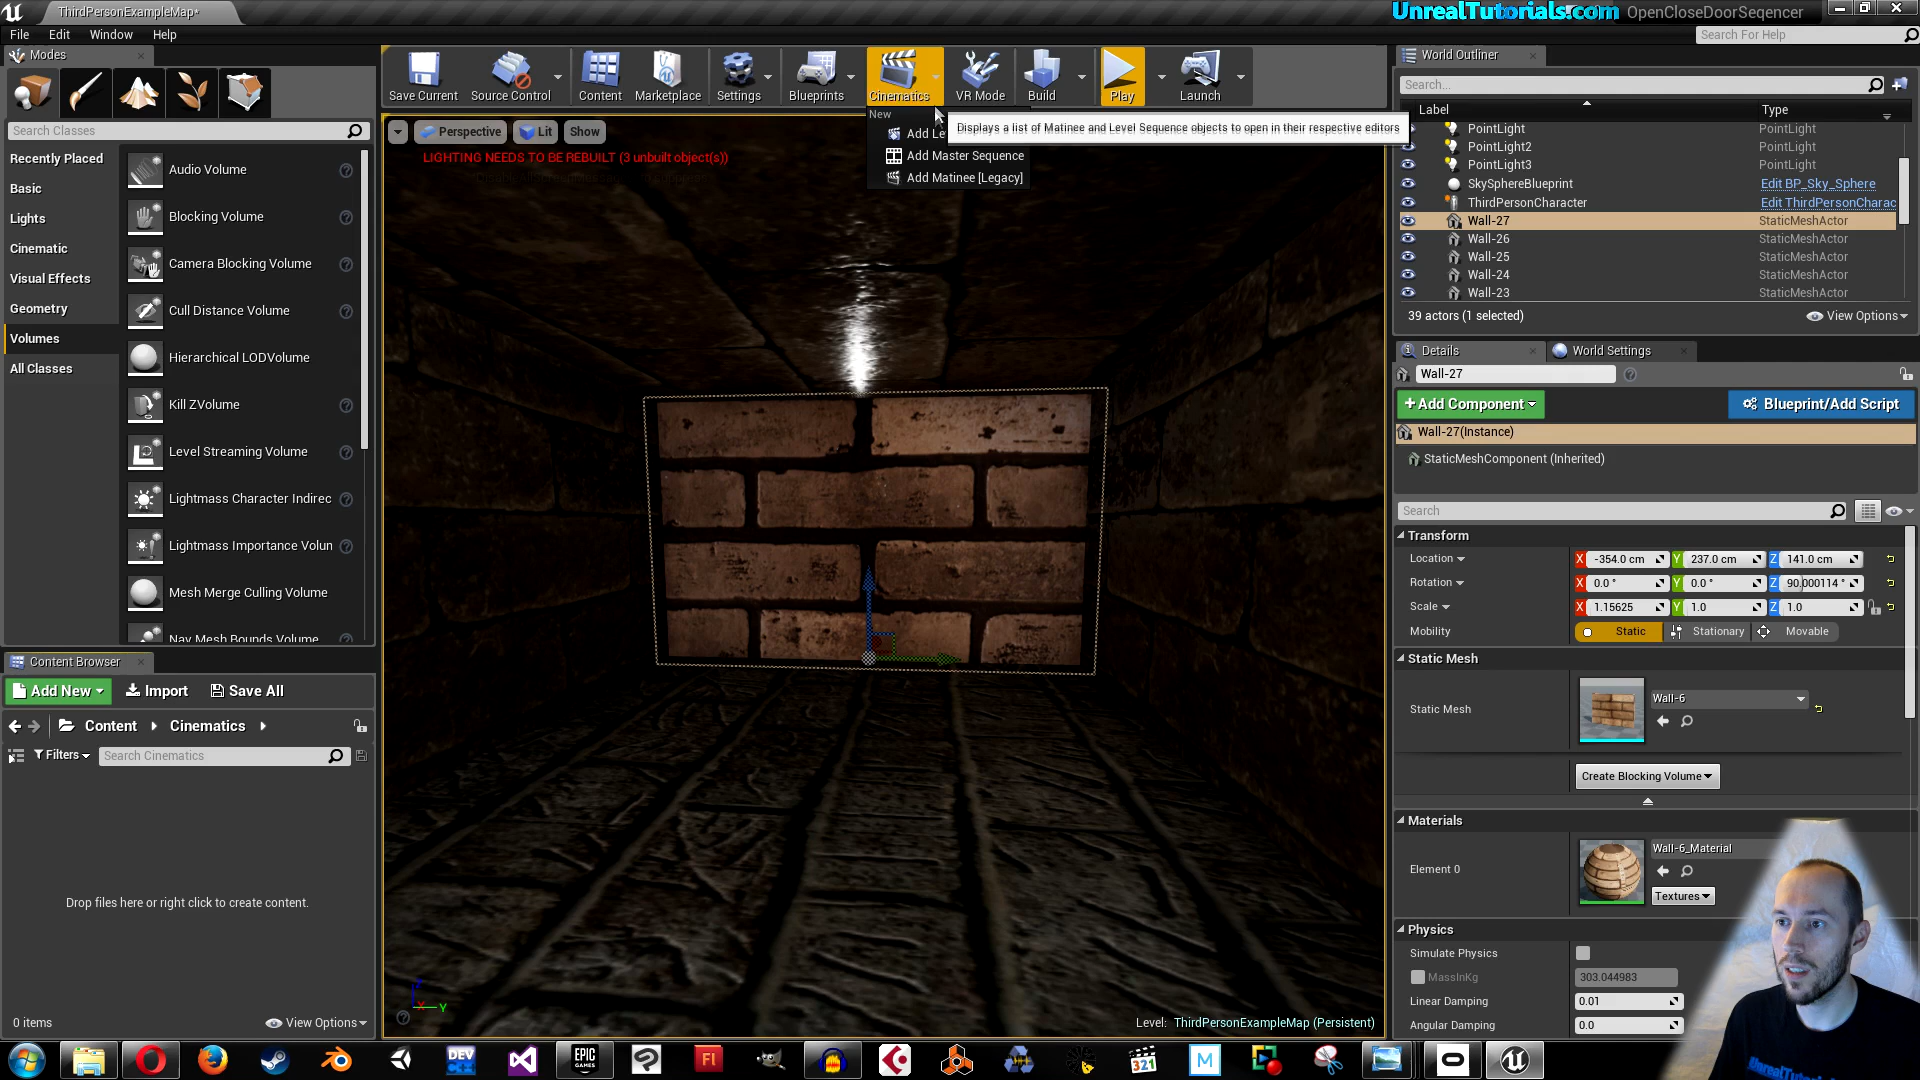 ThirdPersonExampleMap*
UnrealTutorials.com
OpenCloseDoorSeqencer
File Edit Window Help
Search For Help
Modes
Save Current
Source Control
Content
Marketplace
Settings
Blueprints
Cinematics
VR Mode
Build
Play
Launch
World Outliner
Search...
Label
Type
Search Classes
Recently Placed
Basic
Lights
Cinematic
Visual Effects
Geometry
Volumes
All Classes
Audio Volume
Blocking Volume
Camera Blocking Volume
Cull Distance Volume
Hierarchical LODVolume
Kill ZVolume
Level Streaming Volume
Lightmass Character Indirec
Lightmass Importance Volun
Mesh Merge Culling Volume
Nav Mesh Bounds Volume
Perspective
Lit
Show
LIGHTING NEEDS TO BE REBUILT (3 unbuilt object(s))
New
Add Le
Displays a list of Matinee and Level Sequence objects to open in their respective editors
Add Master Sequence
Add Matinee [Legacy]
PointLight PointLight
PointLight2 PointLight
PointLight3 PointLight
SkySphereBlueprint Edit BP_Sky_Sphere
ThirdPersonCharacter Edit ThirdPersonCharac
Wall-27 StaticMeshActor
Wall-26 StaticMeshActor
Wall-25 StaticMeshActor
Wall-24 StaticMeshActor
Wall-23 StaticMeshActor
39 actors (1 selected)
View Options
Details
World Settings
Wall-27
+Add Component
Blueprint/Add Script
Wall-27(Instance)
StaticMeshComponent (Inherited)
Search
Transform
Location X -354.0 cm Y 237.0 cm Z 141.0 cm
Rotation X 0.0 ° Y 0.0 ° Z 90.000114 °
Scale X 1.15625 Y 1.0 Z 1.0
Mobility Static Stationary Movable
Static Mesh
Static Mesh
Wall-6
Create Blocking Volume
Materials
Element 0
Wall-6_Material
Textures
Physics
Simulate Physics
MassInKg 303.044983
Linear Damping 0.01
Angular Damping 0.0
Content Browser
Add New
Import
Save All
Content
Cinematics
Filters
Search Cinematics
Drop files here or right click to create content.
0 items
View Options
X Y
Level: ThirdPersonExampleMap (Persistent)
DEV
EPIC
GAMES
Fl
321
M